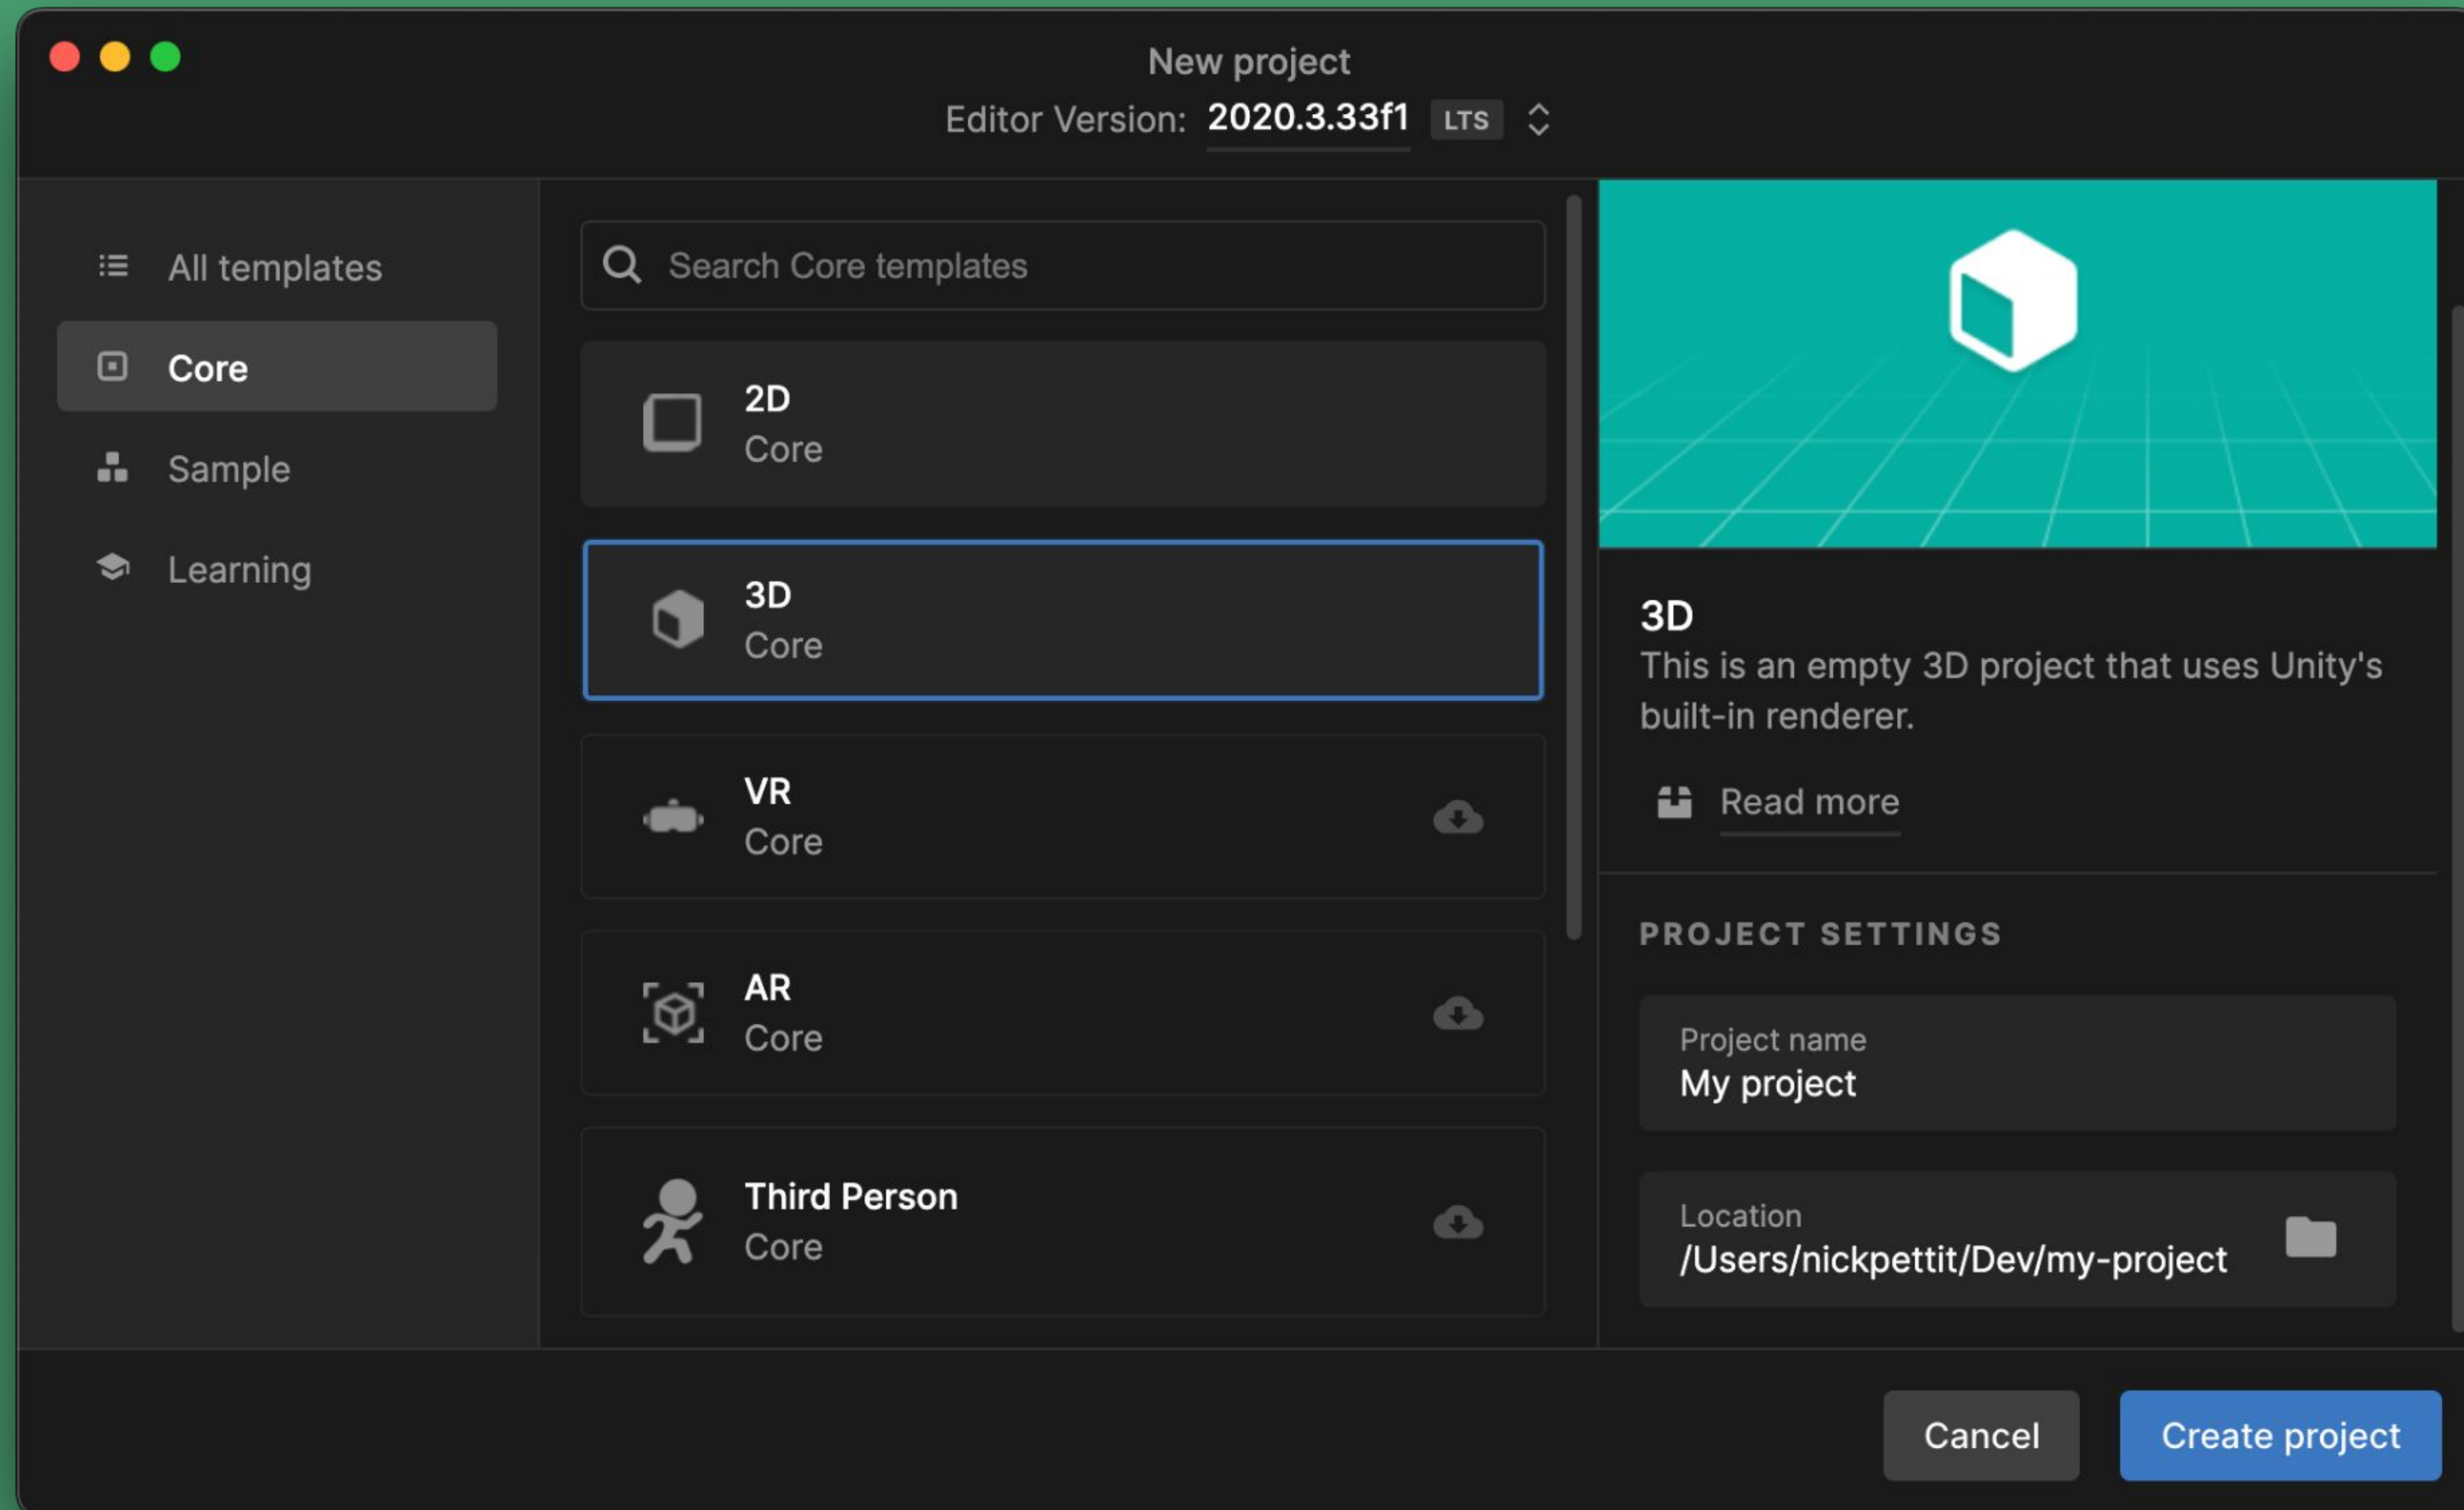 New project
Editor Version: 2020.3.33f1 LTS
All templates
Core
Sample
Learning
Search Core templates
2D
Core
3D
Core
VR
Core
AR
Core
Third Person
Core
3D
This is an empty 3D project that uses Unity's
built-in renderer.
Read more
PROJECT SETTINGS
Project name
My project
Location
/Users/nickpettit/Dev/my-project
Cancel
Create project